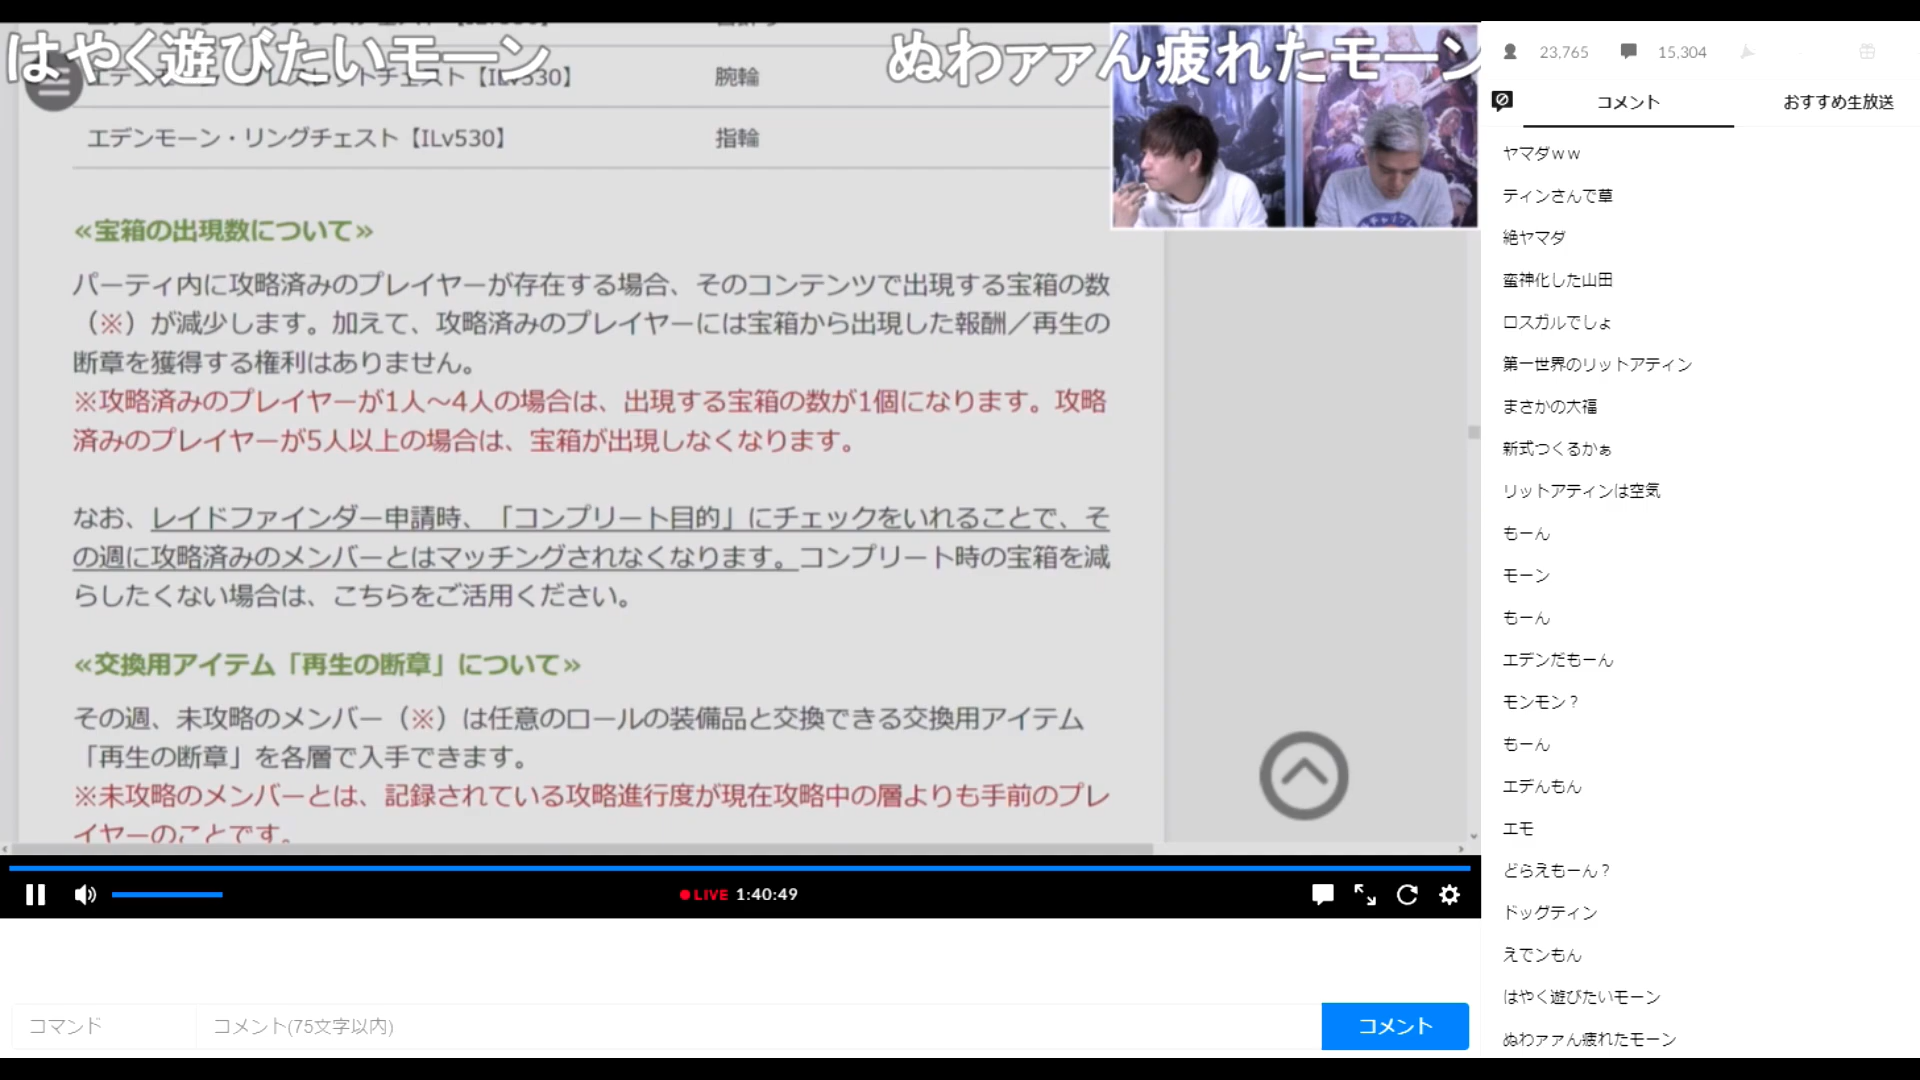 はやく遊びたいモーン
ぬわァァん疲れたモーン
腕輪
エデンモーン・リングチェスト【ILv530】
指輪
≪宝箱の出現数について≫
パーティ内に攻略済みのプレイヤーが存在する場合、そのコンテンツで出現する宝箱の数
（※）が減少します。加えて、攻略済みのプレイヤーには宝箱から出現した報酬／再生の
断章を獲得する権利はありません。
※攻略済みのプレイヤーが1人～4人の場合は、出現する宝箱の数が1個になります。攻略
済みのプレイヤーが5人以上の場合は、宝箱が出現しなくなります。
なお、レイドファインダー申請時、「コンプリート目的」にチェックをいれることで、そ
の週に攻略済みのメンバーとはマッチングされなくなります。コンプリート時の宝箱を減
らしたくない場合は、こちらをご活用ください。
≪交換用アイテム「再生の断章」について≫
その週、未攻略のメンバー（※）は任意のロールの装備品と交換できる交換用アイテム
「再生の断章」を各層で入手できます。
※未攻略のメンバーとは、記録されている攻略進行度が現在攻略中の層よりも手前のプレ
イヤーのことです。
LIVE 1:40:49
コマンド
コメント(75文字以内)
コメント
23,765
15,304
コメント
おすすめ生放送
ヤマダｗｗ
ティンさんで草
絶ヤマダ
蛮神化した山田
ロスガルでしょ
第一世界のリットアティン
まさかの大福
新式つくるかぁ
リットアティンは空気
もーん
モーン
もーん
エデンだもーん
モンモン？
もーん
エデんもん
エモ
どらえもーん？
ドッグティン
えでンもん
はやく遊びたいモーン
ぬわァァん疲れたモーン